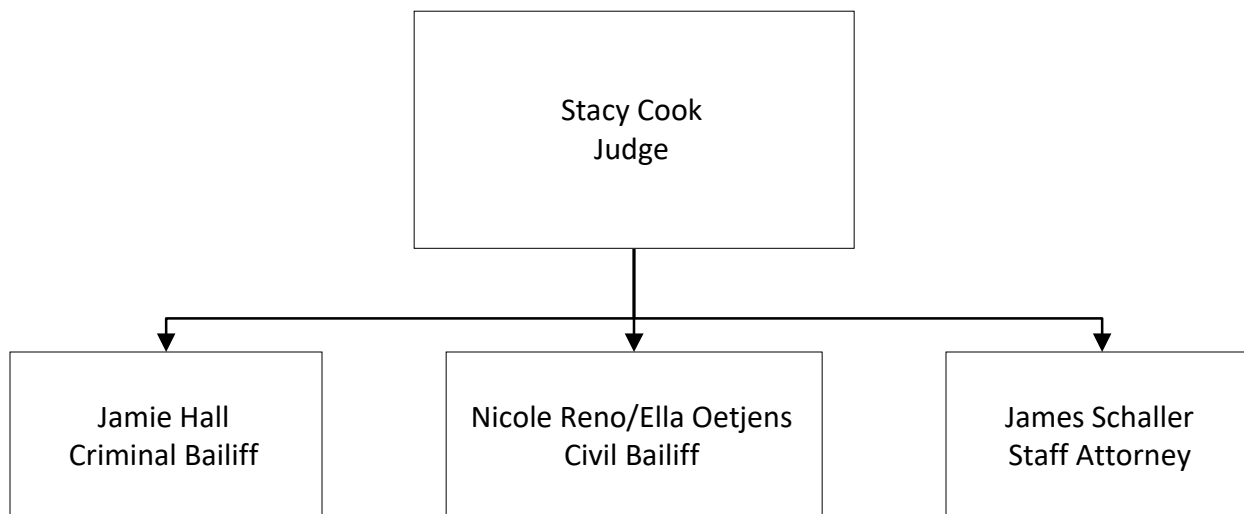 Stacy Cook
Judge
Jamie Hall
Criminal Bailiff
Nicole Reno/Ella Oetjens
Civil Bailiff
James Schaller
Staff Attorney